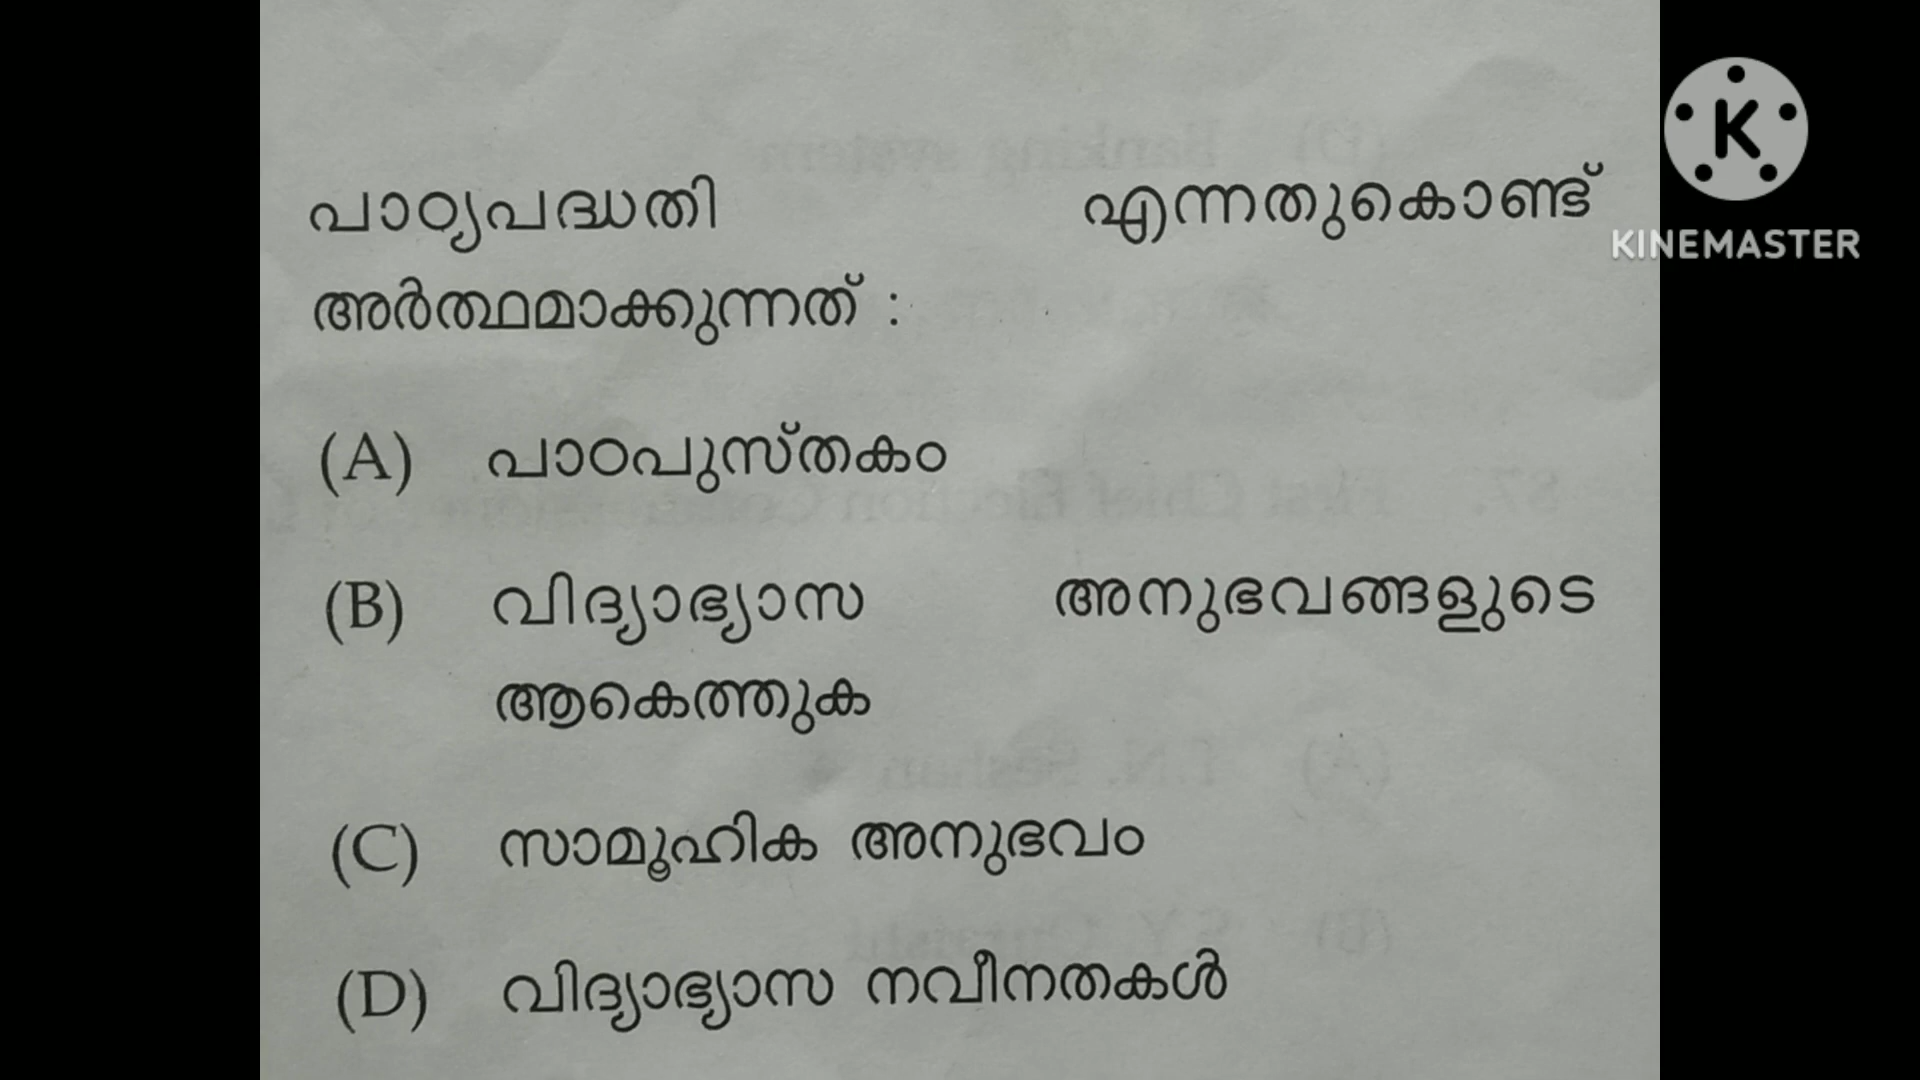 പാഠ്യപദ്ധതി എന്നതുകൊണ്ട്
അർത്ഥമാക്കുന്നത് :
(A) പാഠപുസ്തകം
(B) വിദ്യാഭ്യാസ അനുഭവങ്ങളുടെ
ആകെത്തുക
(C) സാമൂഹിക അനുഭവം
(D) വിദ്യാഭ്യാസ നവീനതകൾ
K
KINEMASTER